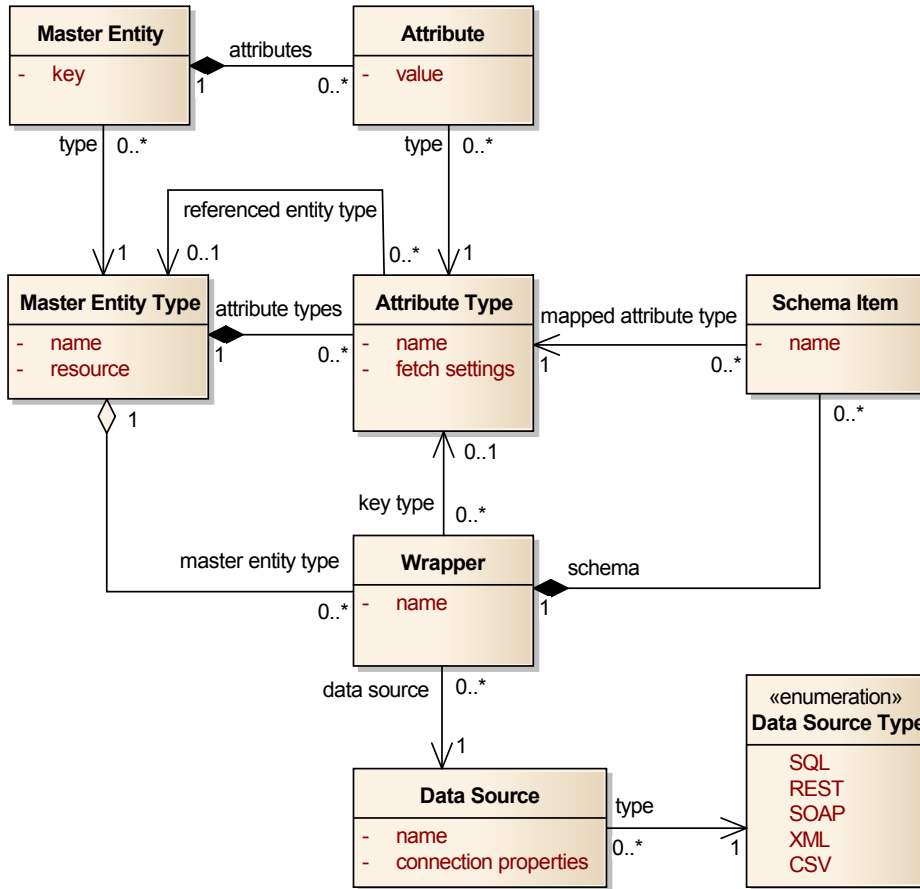 Master Entity
- key
attributes
1
0..*
Attribute
- value
type
0..*
1
type
0..*
1
referenced entity type
0..1
0..*
Master Entity Type
- name
- resource
attribute types
1
0..*
Attribute Type
- name
- fetch settings
mapped attribute type
1
0..*
Schema Item
- name
1
0..1
0..*
key type
0..*
master entity type
0..*
Wrapper
- name
schema
1
data source
0..*
1
Data Source
- name
- connection properties
type
0..*
1
«enumeration»
Data Source Type
SQL
REST
SOAP
XML
CSV